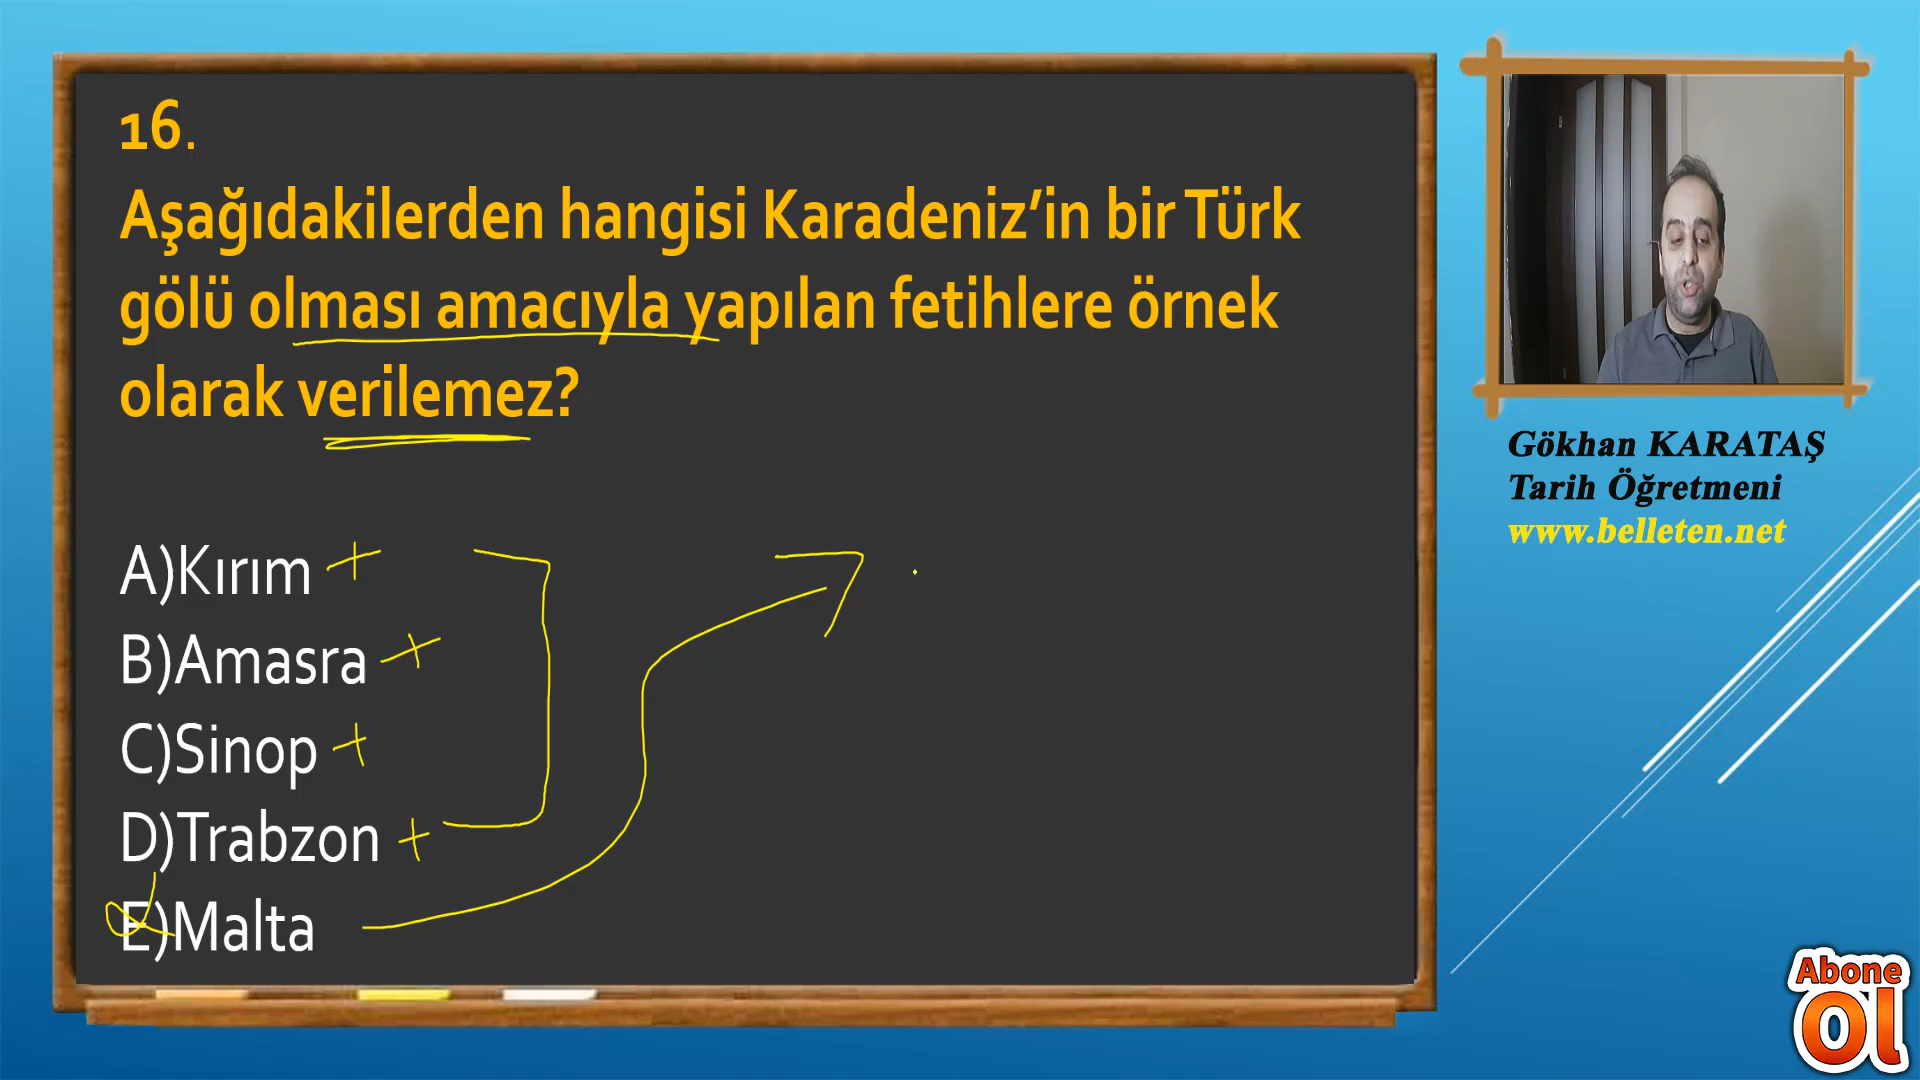 16.
Aşağıdakilerden hangisi Karadeniz’in bir Türk
gölü olması amacıyla yapılan fetihlere örnek
olarak verilemez?
A)Kırım +
B)Amasra +
C)Sinop +
D)Trabzon +
E)Malta
Gökhan KARATAŞ
Tarih Öğretmeni
www.belleten.net
Abone
Ol